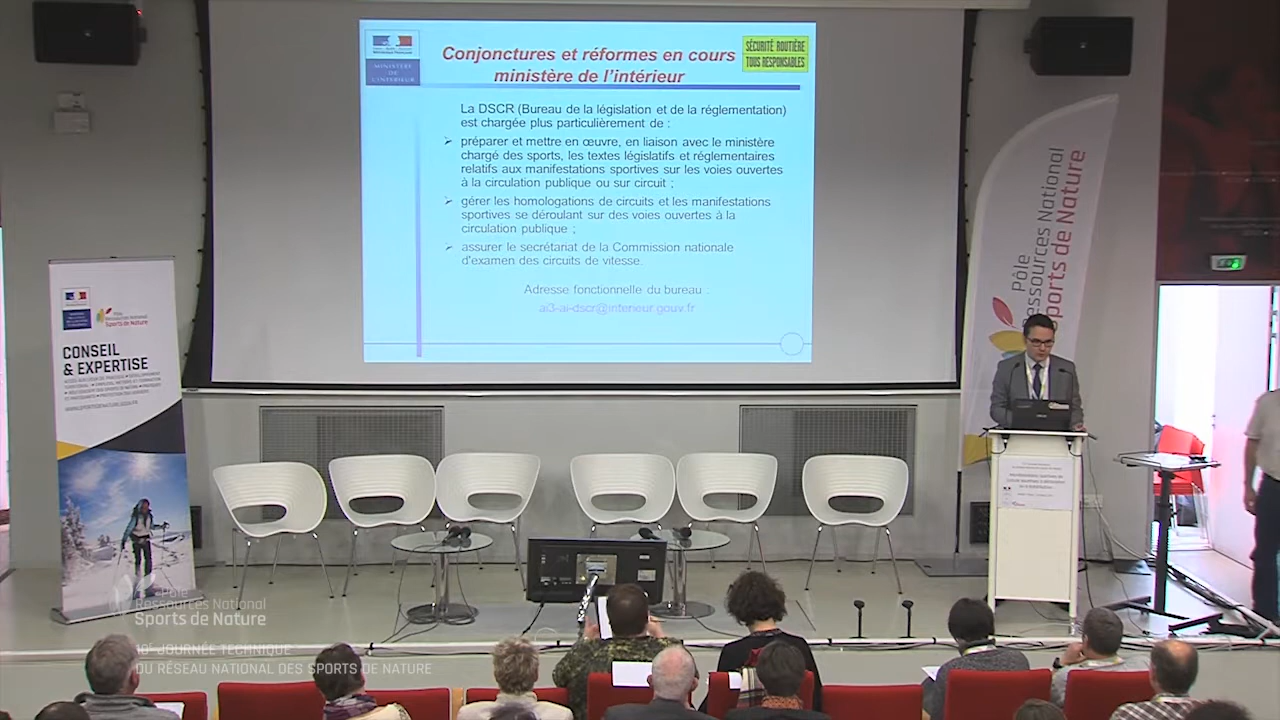 Conjonctures et réformes en cours
ministère de l'intérieur
MINISTÈRE
DE
L'INTÉRIEUR
SÉCURITÉ ROUTIÈRE
TOUS RESPONSABLES
La DSCR (Bureau de la législation et de la réglementation)
est chargée plus particulièrement de :
préparer et mettre en œuvre, en liaison avec le ministère
chargé des sports, les textes législatifs et réglementaires
relatifs aux manifestations sportives sur les voies ouvertes
à la circulation publique ou sur circuit ;
gérer les homologations de circuits et les manifestations
sportives se déroulant sur des voies ouvertes à la
circulation publique ;
assurer le secrétariat de la Commission nationale
d'examen des circuits de vitesse.
Adresse fonctionnelle du bureau :
al3-ai-dscr@interieur.gouv.fr
Pôle
Ressources National
Sports de Nature
Pôle
Ressources National
Sports de Nature
CONSEIL
& EXPERTISE
Pôle
Ressources National
Sports de Nature
10e JOURNÉE TECHNIQUE
DU RÉSEAU NATIONAL DES SPORTS DE NATURE